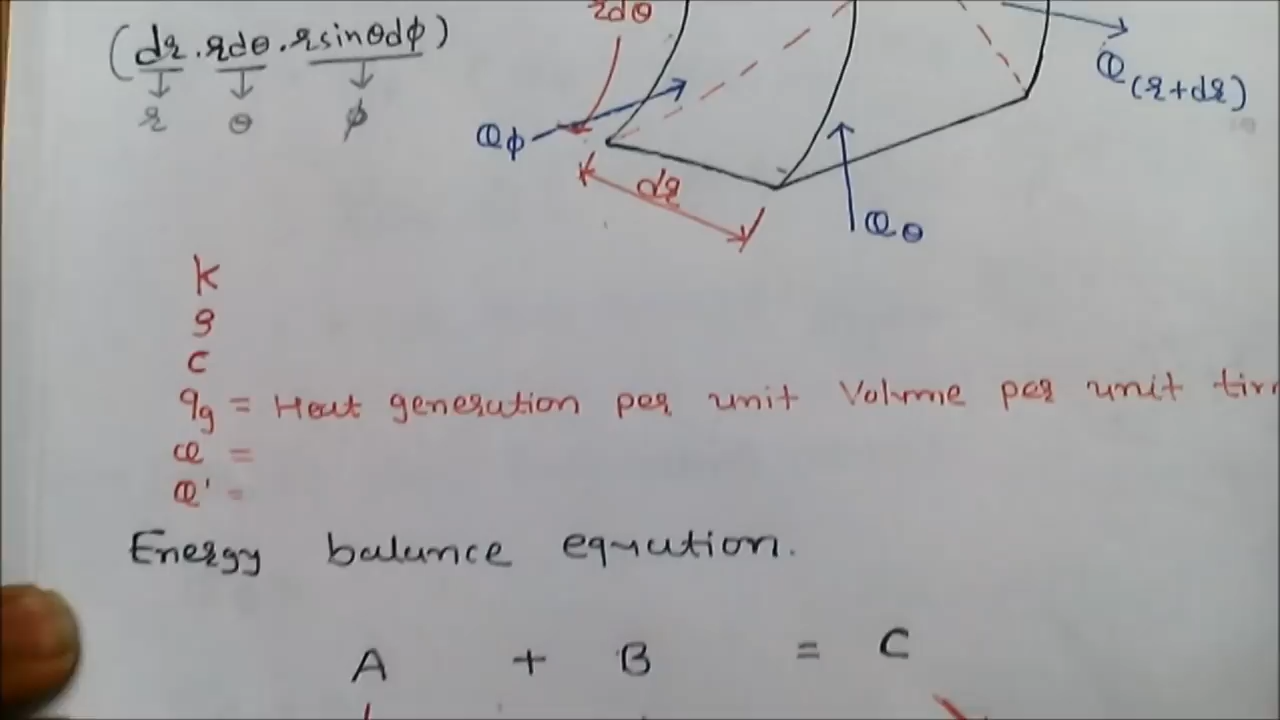 rdθ
(dr.rdθ.rsinθdϕ)
r θ ϕ
Q(r+dr)
Qϕ
dr
Qθ
k
ρ
c
qg = Heat generation per unit Volume per unit tim
Q =
Q' =
Energy balance equation.
A + B = C